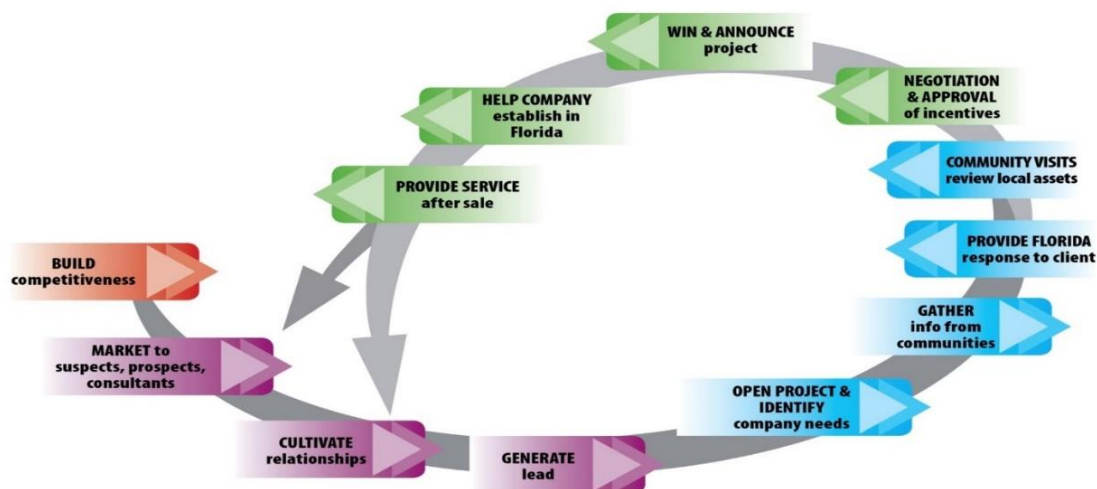 WIN & ANNOUNCE
project
NEGOTIATION
& APPROVAL
of incentives
HELP COMPANY
establish in
Florida
COMMUNITY VISITS
review local assets
PROVIDE SERVICE
after sale
PROVIDE FLORIDA
response to client
BUILD
competitiveness
GATHER
info from
communities
MARKET to
suspects, prospects,
consultants
OPEN PROJECT &
IDENTIFY
company needs
CULTIVATE
relationships
GENERATE
lead